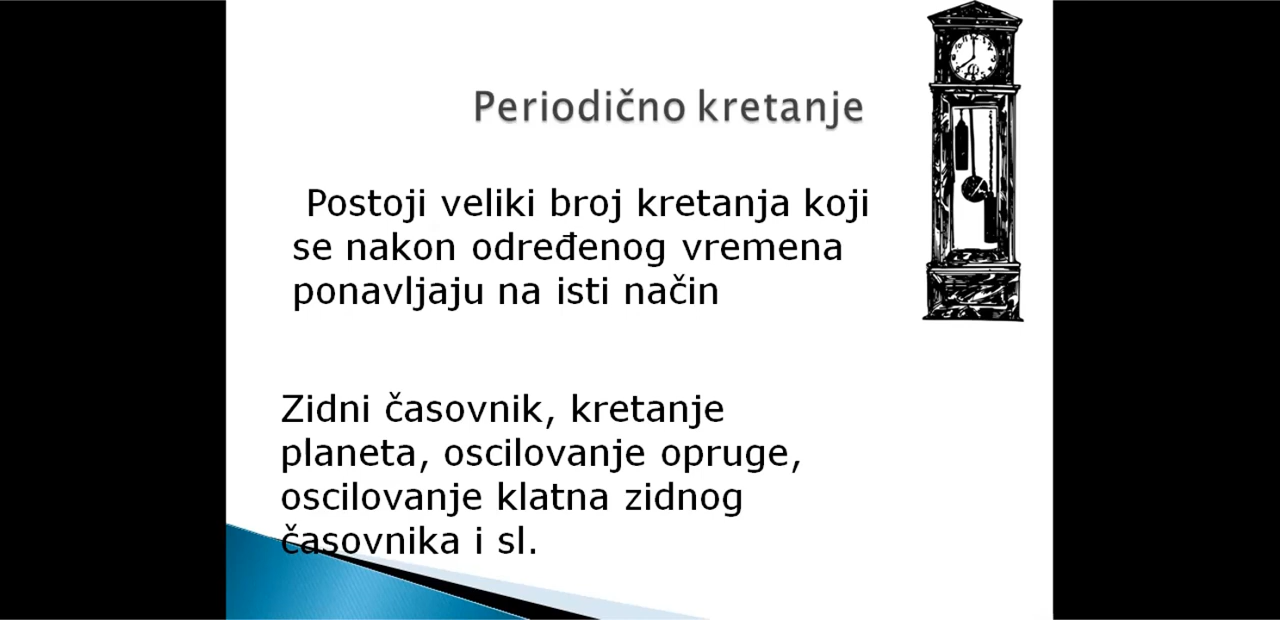 Periodično kretanje
Postoji veliki broj kretanja koji
se nakon određenog vremena
ponavljaju na isti način
Zidni časovnik, kretanje
planeta, oscilovanje opruge,
oscilovanje klatna zidnog
časovnika i sl.